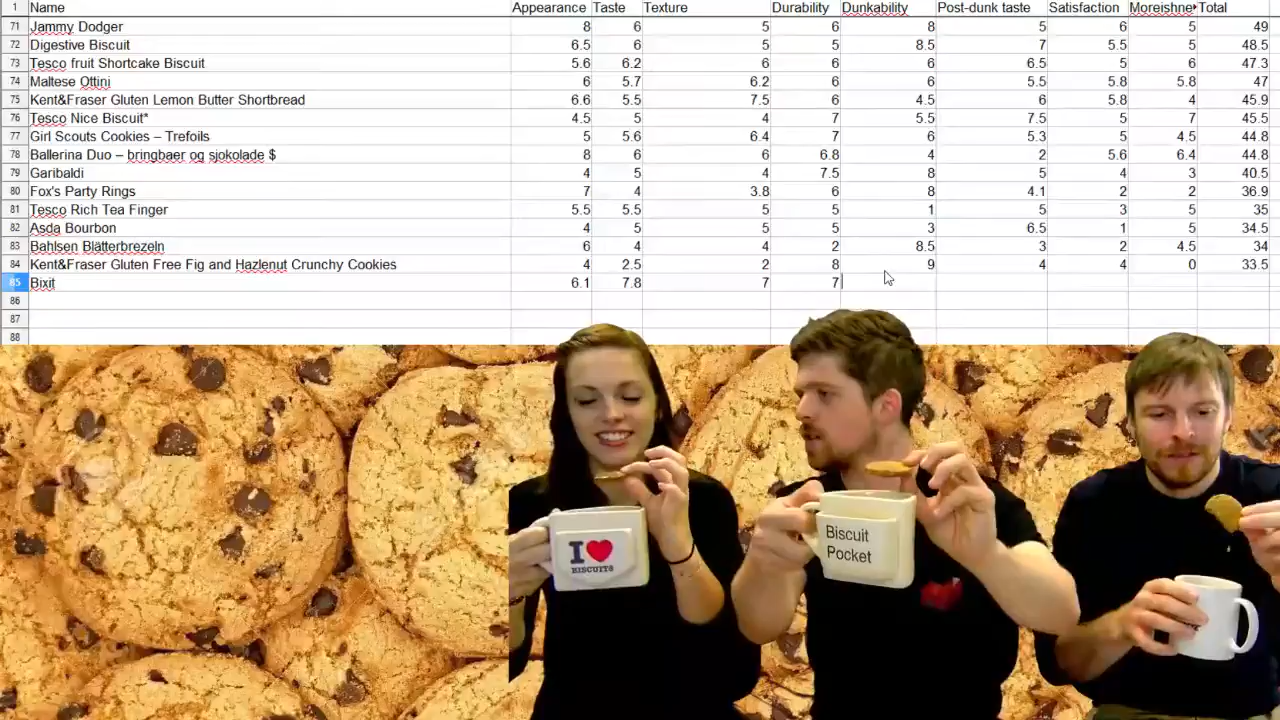 1 Name Appearance Taste Texture Durability Dunkability Post-dunk taste Satisfaction Moreishne Total
71 Jammy Dodger 8 6 5 6 8 5 6 5 49
72 Digestive Biscuit 6.5 6 5 5 8.5 7 5.5 5 48.5
73 Tesco fruit Shortcake Biscuit 5.6 6.2 6 6 6 6.5 5 6 47.3
74 Maltese Ottini 6 5.7 6.2 6 6 5.5 5.8 5.8 47
75 Kent&Fraser Gluten Lemon Butter Shortbread 6.6 5.5 7.5 6 4.5 6 5.8 4 45.9
76 Tesco Nice Biscuit* 4.5 5 4 7 5.5 7.5 5 7 45.5
77 Girl Scouts Cookies – Trefoils 5 5.6 6.4 7 6 5.3 5 4.5 44.8
78 Ballerina Duo – bringbaer og sjokolade $ 8 6 6 6.8 4 2 5.6 6.4 44.8
79 Garibaldi 4 5 4 7.5 8 5 4 3 40.5
80 Fox's Party Rings 7 4 3.8 6 8 4.1 2 2 36.9
81 Tesco Rich Tea Finger 5.5 5.5 5 5 1 5 3 5 35
82 Asda Bourbon 4 5 5 5 3 6.5 1 5 34.5
83 Bahlsen Blätterbrezeln 6 4 4 2 8.5 3 2 4.5 34
84 Kent&Fraser Gluten Free Fig and Hazlenut Crunchy Cookies 4 2.5 2 8 9 4 4 0 33.5
85 Bixit 6.1 7.8 7 7
86
87
88
I
BISCUITS
Biscuit
Pocket